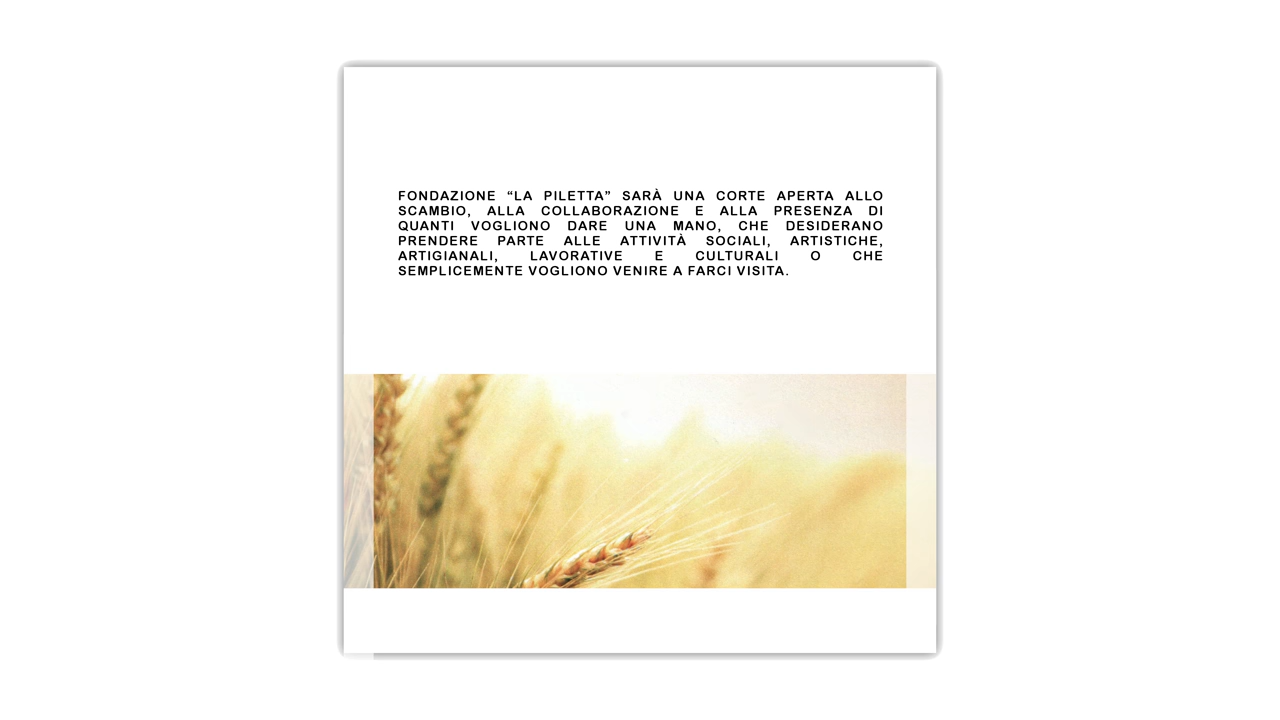 FONDAZIONE “LA PILETTA” SARÀ UNA CORTE APERTA ALLO
SCAMBIO, ALLA COLLABORAZIONE E ALLA PRESENZA DI
QUANTI VOGLIONO DARE UNA MANO, CHE DESIDERANO
PRENDERE PARTE ALLE ATTIVITÀ SOCIALI, ARTISTICHE,
ARTIGIANALI, LAVORATIVE E CULTURALI O CHE
SEMPLICEMENTE VOGLIONO VENIRE A FARCI VISITA.